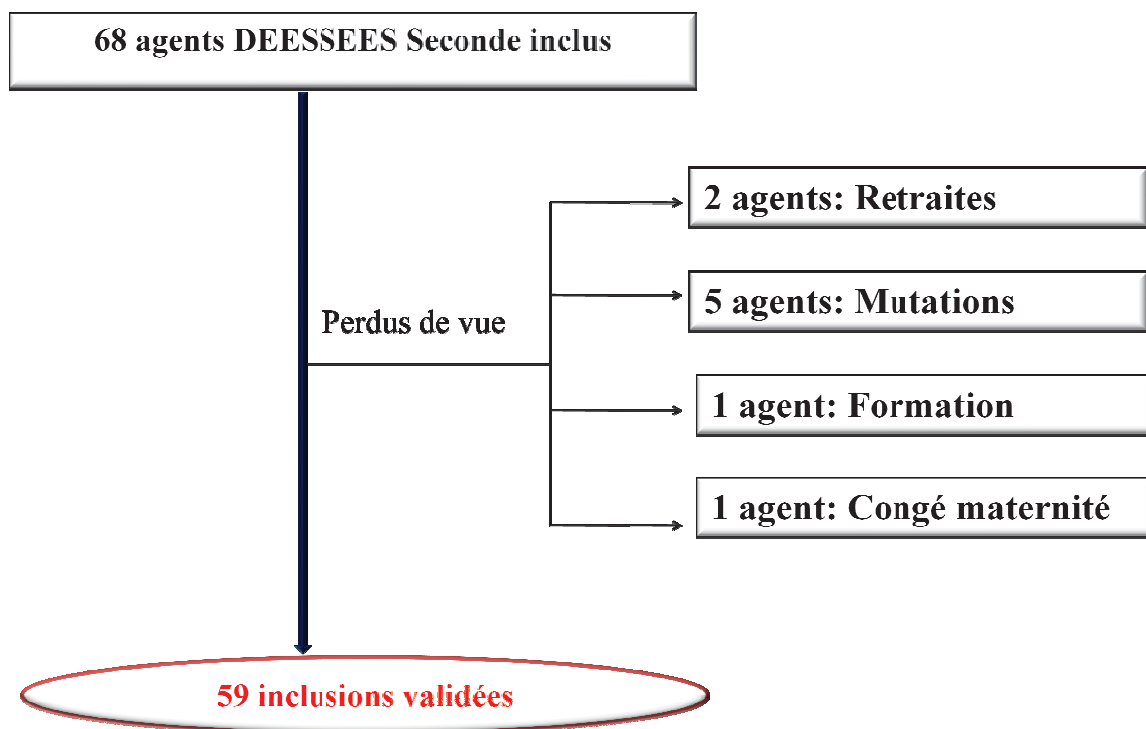 68 agents DEESSEES Seconde inclus
2 agents: Retraites
5 agents: Mutations
Perdus de vue
1 agent: Formation
1 agent: Congé maternité
59 inclusions validées